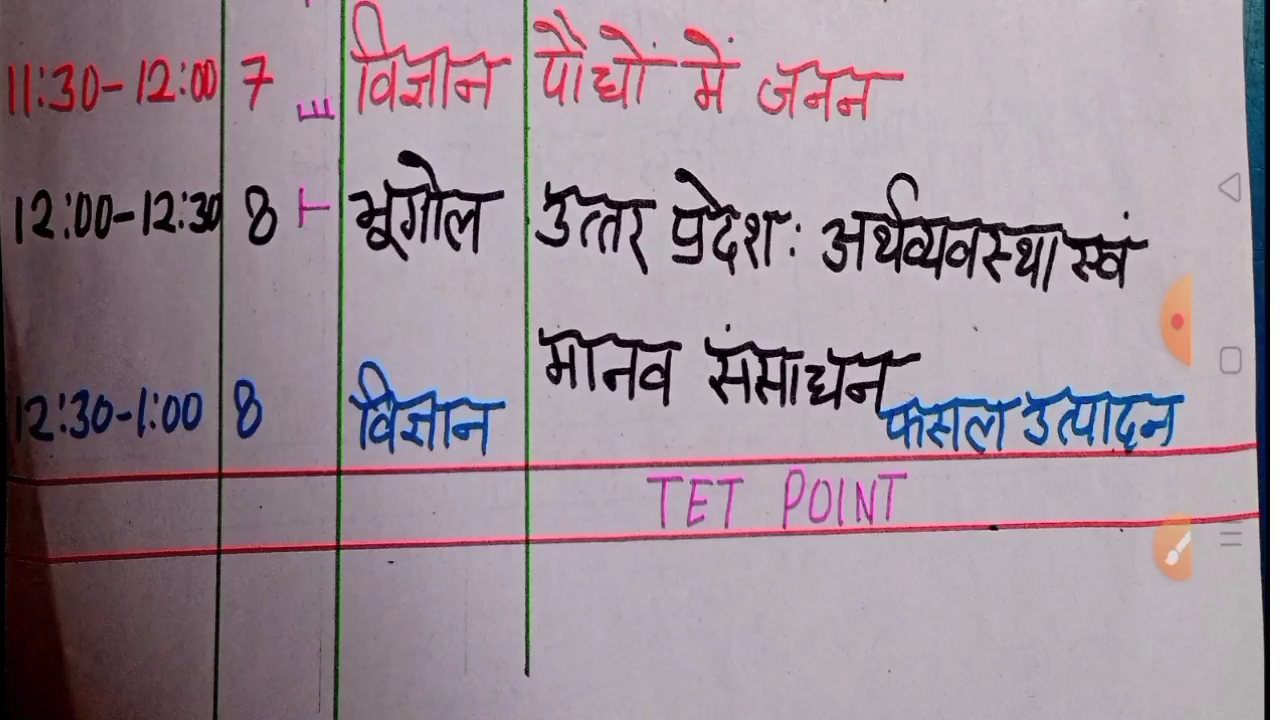 11:30-12:00 7 E विज्ञान पौधों में जनन
12:00-12:30 8 T भूगोल उत्तर प्रदेश: अर्थव्यवस्था एवं
मानव संसाधन
12:30-1:00 8 विज्ञान फसल उत्पादन
TET POINT